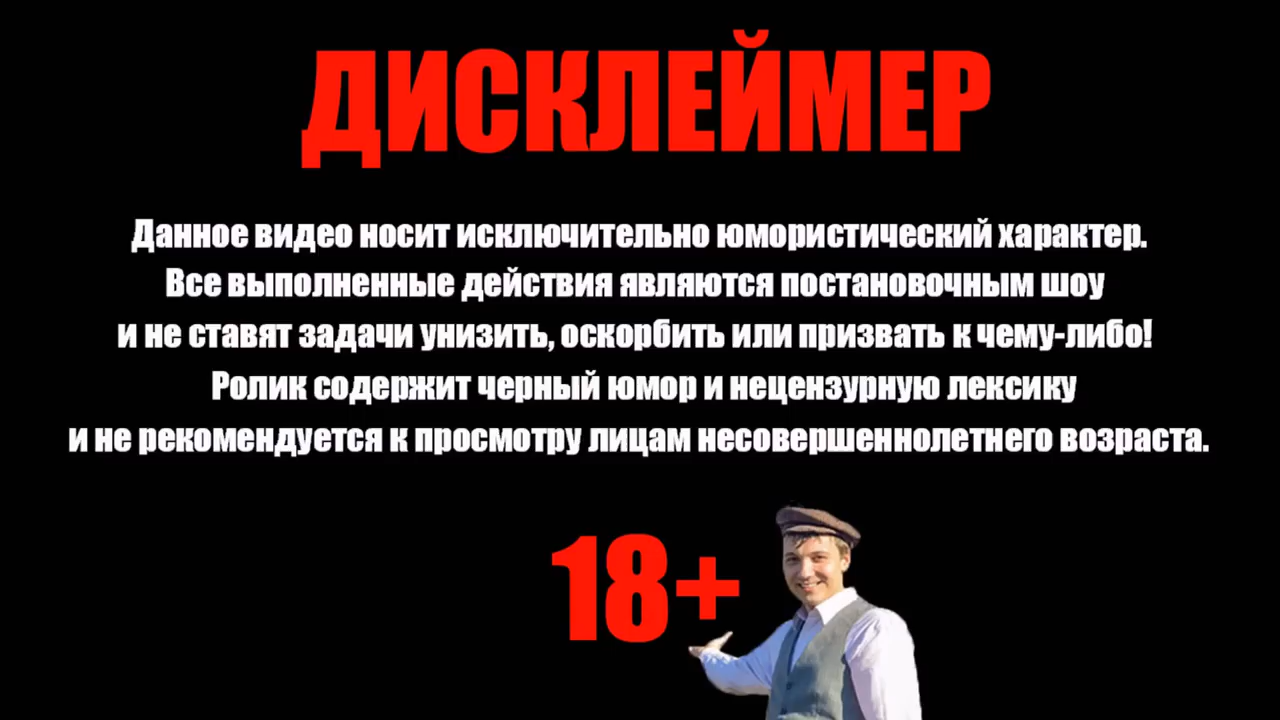 ДИСКЛЕЙМЕР
Данное видео носит исключительно юмористический характер.
Все выполненные действия являются постановочным шоу
и не ставят задачи унизить, оскорбить или призвать к чему-либо!
Ролик содержит черный юмор и нецензурную лексику
и не рекомендуется к просмотру лицам несовершеннолетнего возраста.
18+